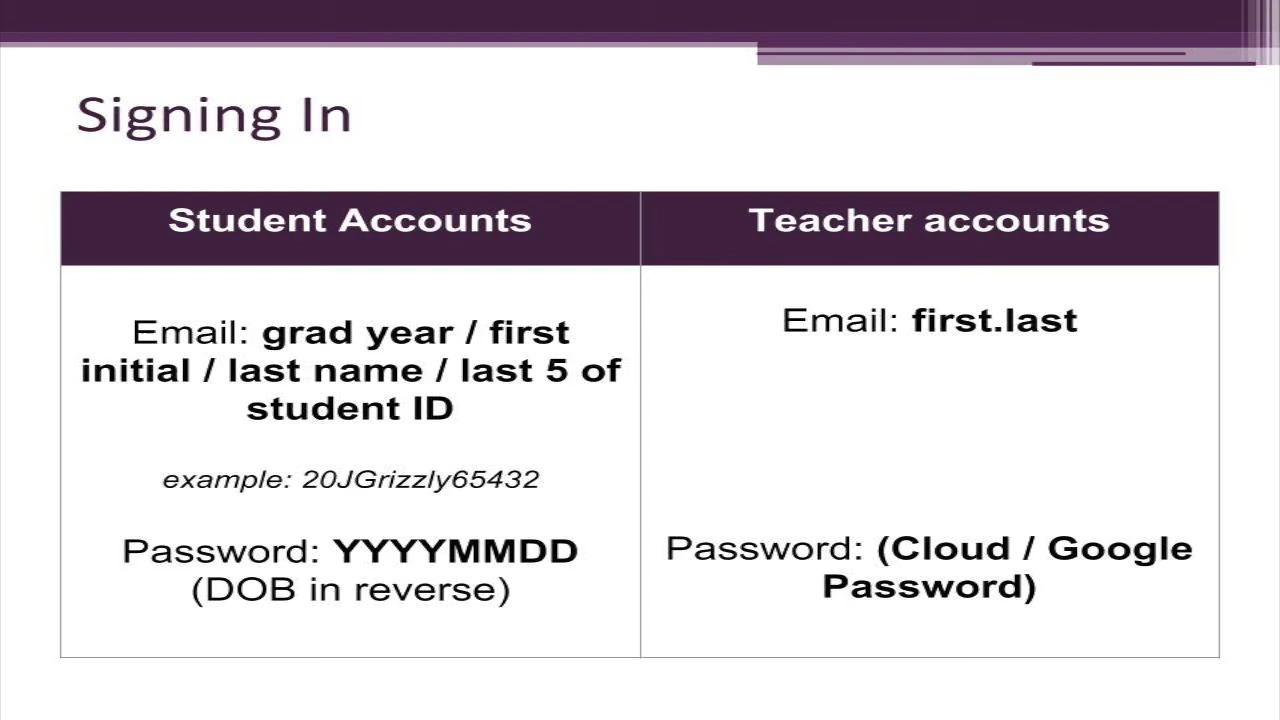 Signing In
Student Accounts
Teacher accounts
Email: grad year / first
initial / last name / last 5 of
student ID
example: 20JGrizzly65432
Password: YYYYMMDD
(DOB in reverse)
Email: first.last
Password: (Cloud / Google
Password)